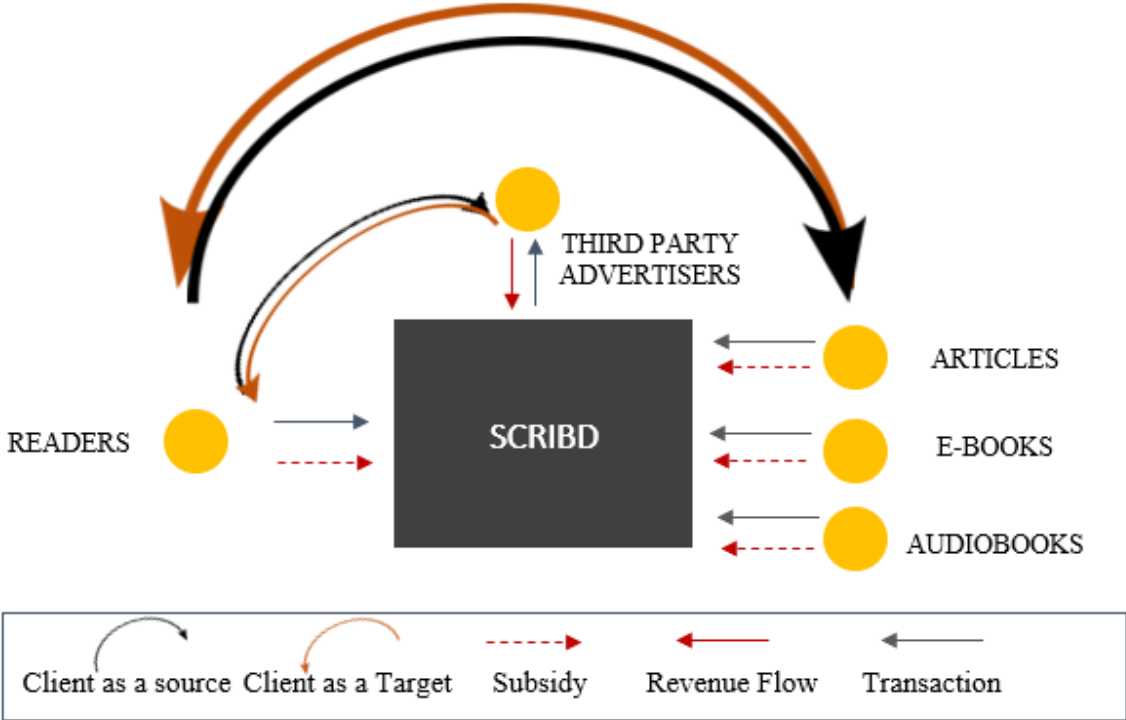 THIRD PARTY
ADVERTISERS
ARTICLES
READERS
SCRIBD
E-BOOKS
AUDIOBOOKS
Client as a source
Client as a Target
Subsidy
Revenue Flow
Transaction